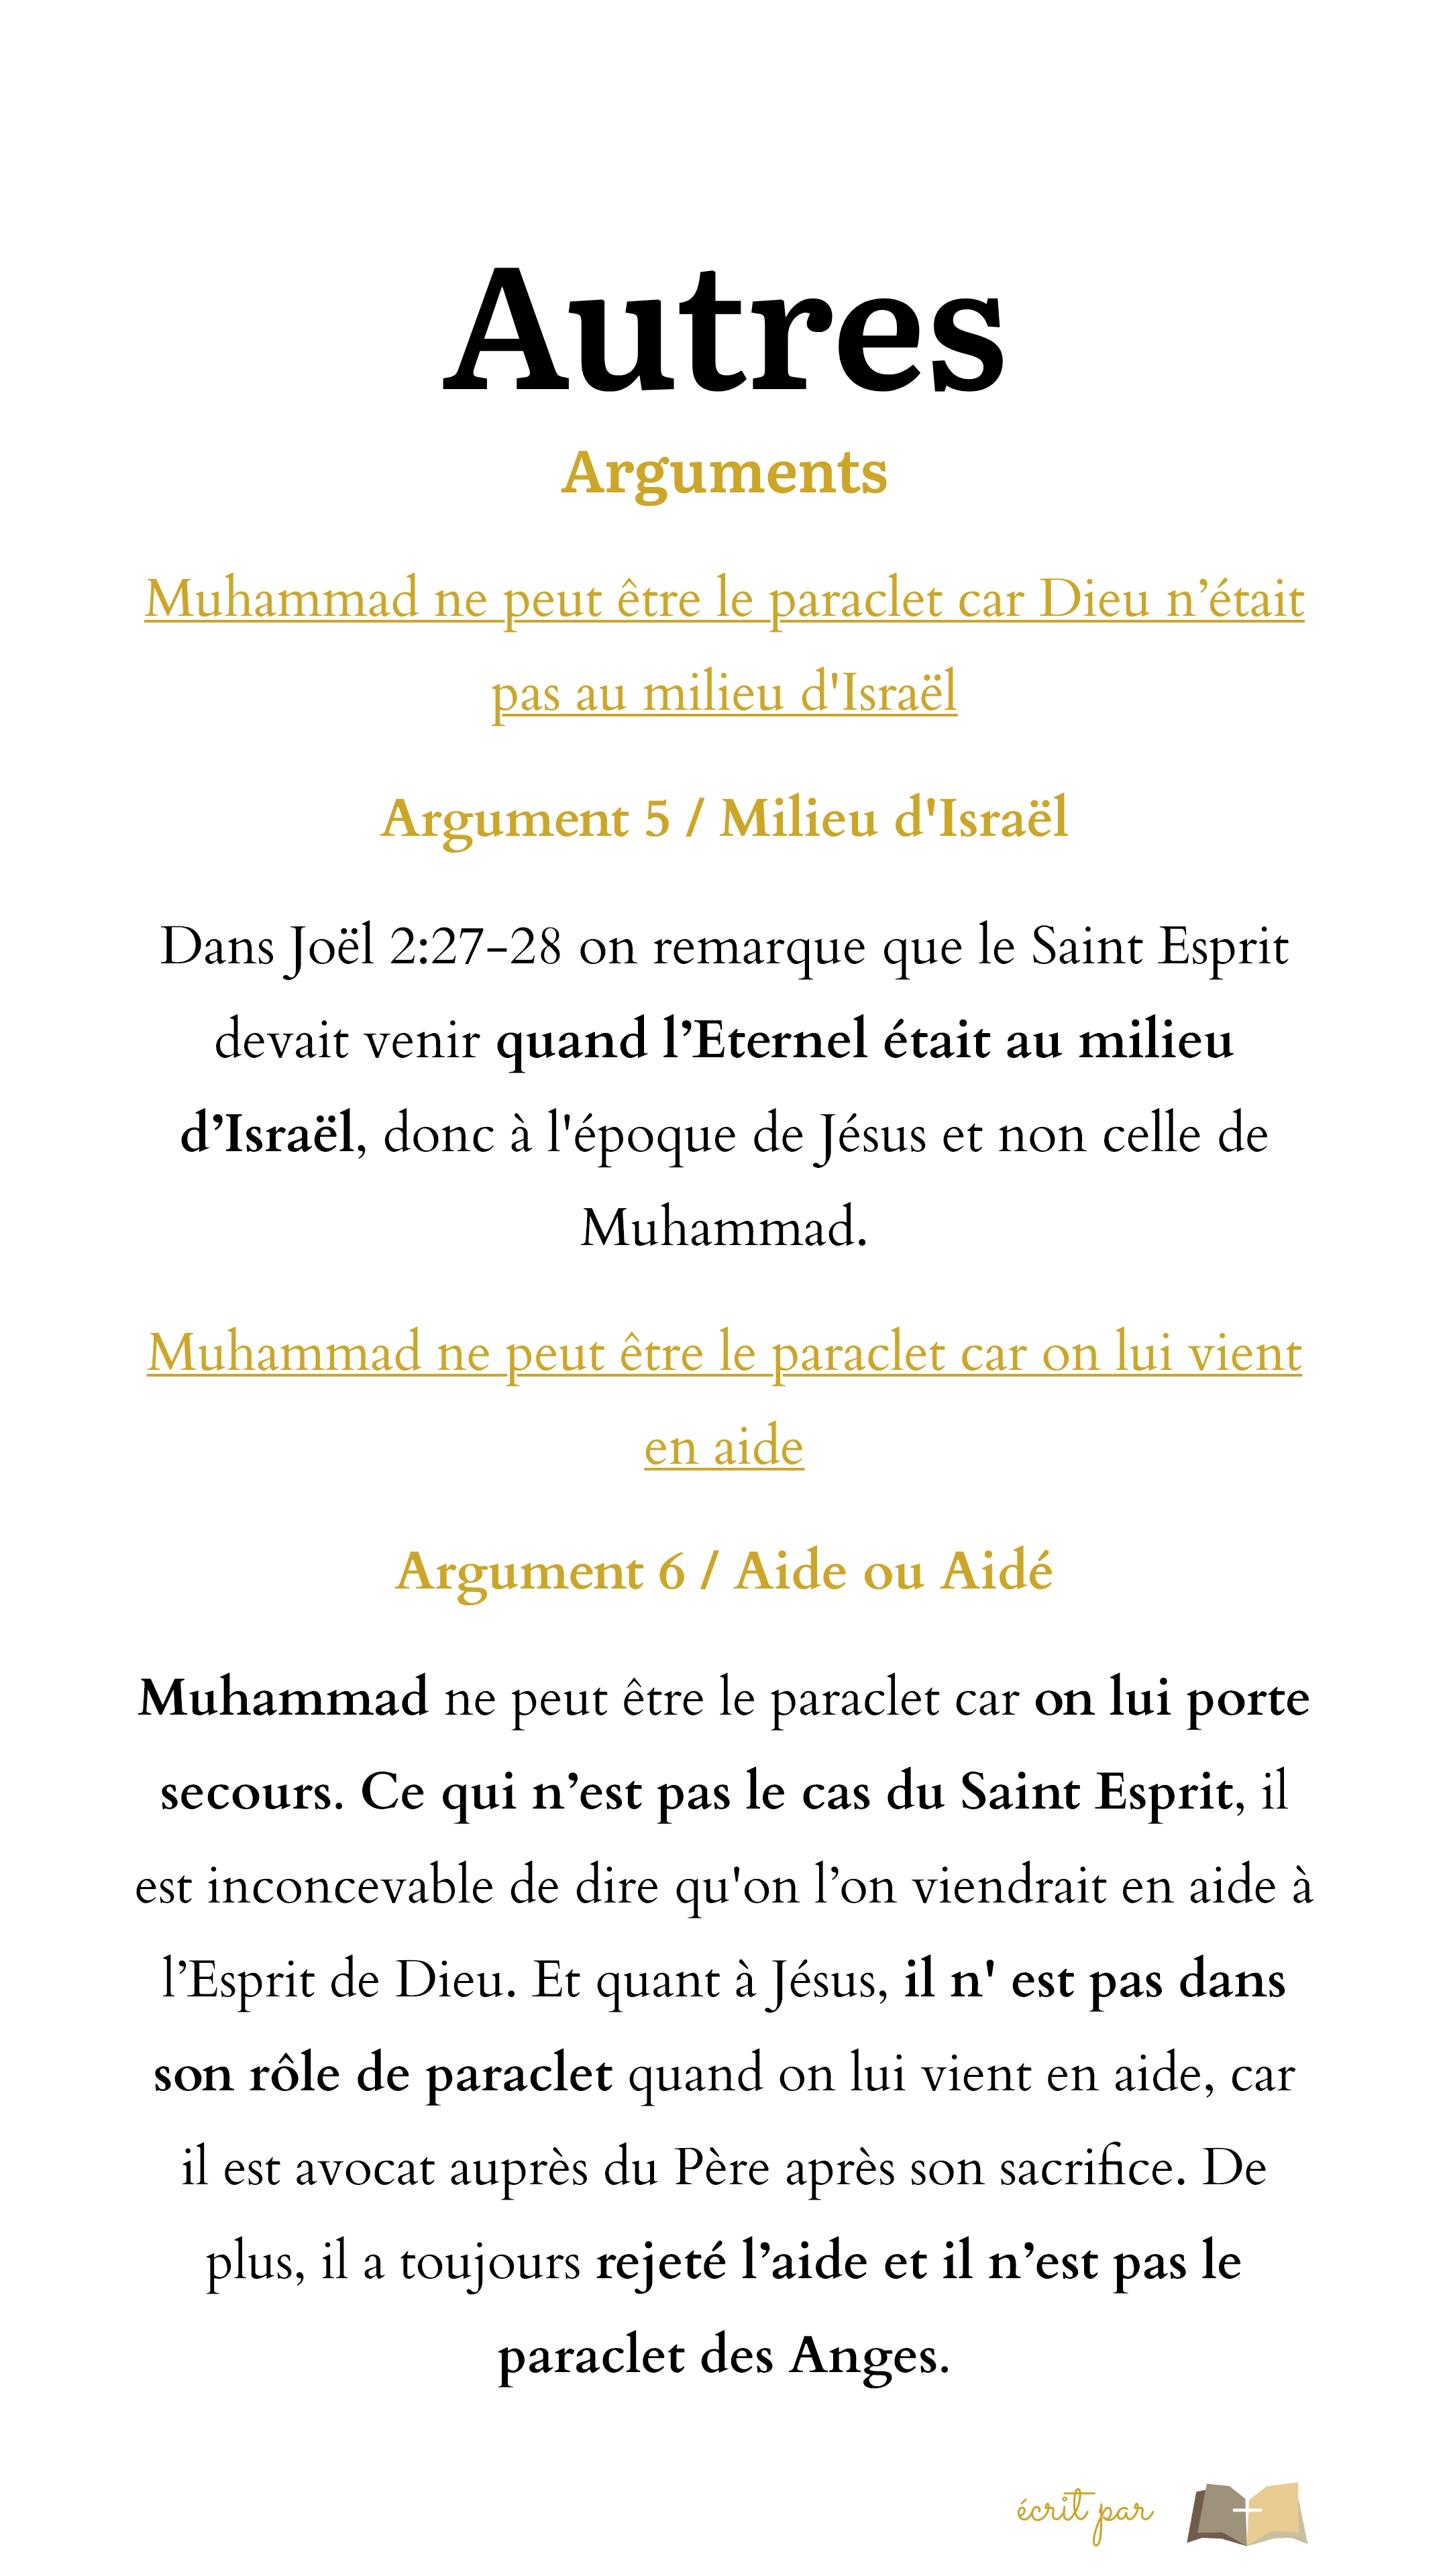 Autres
Arguments
Muhammad ne peut être le paraclet car Dieu n’était
pas au milieu d'Israël
Argument 5 / Milieu d'Israël
Dans Joël 2:27-28 on remarque que le Saint Esprit
devait venir quand l’Eternel était au milieu
d’Israël, donc à l'époque de Jésus et non celle de
Muhammad.
Muhammad ne peut être le paraclet car on lui vient
en aide
Argument 6 / Aide ou Aidé
Muhammad ne peut être le paraclet car on lui porte
secours. Ce qui n’est pas le cas du Saint Esprit, il
est inconcevable de dire qu'on l’on viendrait en aide à
l’Esprit de Dieu. Et quant à Jésus, il n' est pas dans
son rôle de paraclet quand on lui vient en aide, car
il est avocat auprès du Père après son sacrifice. De
plus, il a toujours rejeté l’aide et il n’est pas le
paraclet des Anges.
écrit par